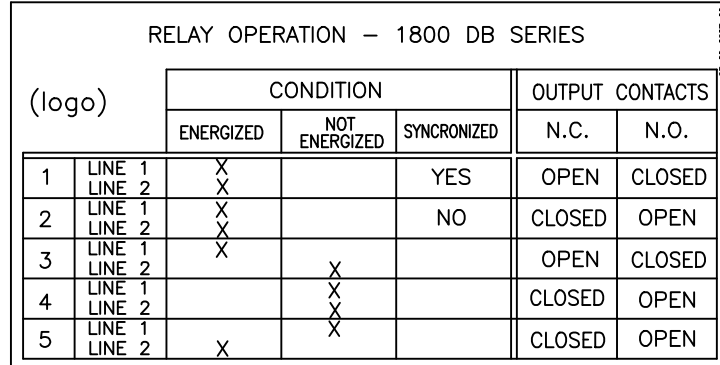 RELAY OPERATION – 1800 DB SERIES
(logo) CONDITION OUTPUT CONTACTS
ENERGIZED NOT ENERGIZED SYNCRONIZED N.C. N.O.
1 LINE 1 X YES OPEN CLOSED
LINE 2 X
2 LINE 1 X NO CLOSED OPEN
LINE 2 X
3 LINE 1 X OPEN CLOSED
LINE 2 X
4 LINE 1 X CLOSED OPEN
LINE 2 X
5 LINE 1 X CLOSED OPEN
LINE 2 X